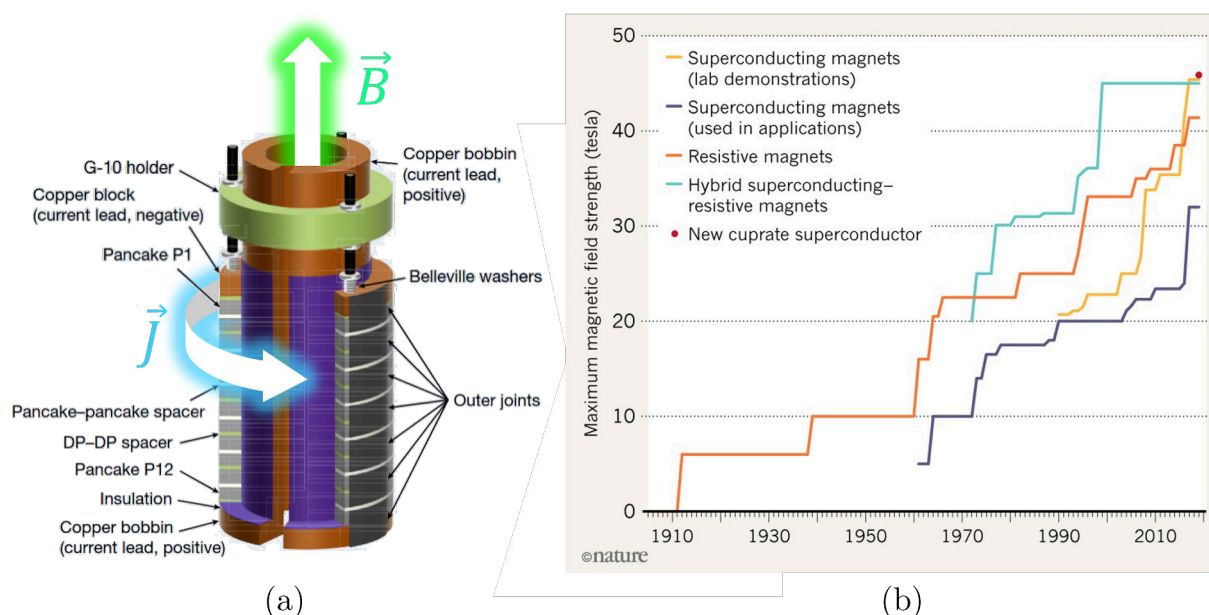 B
G-10 holder
Copper block
(current lead, negative)
Pancake P1
Copper bobbin
(current lead,
positive)
Belleville washers
J
Pancake–pancake spacer
DP–DP spacer
Pancake P12
Insulation
Copper bobbin
(current lead, positive)
Outer joints
(a)
Maximum magnetic field strength (tesla)
50
40
30
20
10
0
Superconducting magnets
(lab demonstrations)
Superconducting magnets
(used in applications)
Resistive magnets
Hybrid superconducting–
resistive magnets
New cuprate superconductor
1910 1930 1950 1970 1990 2010
©nature
(b)